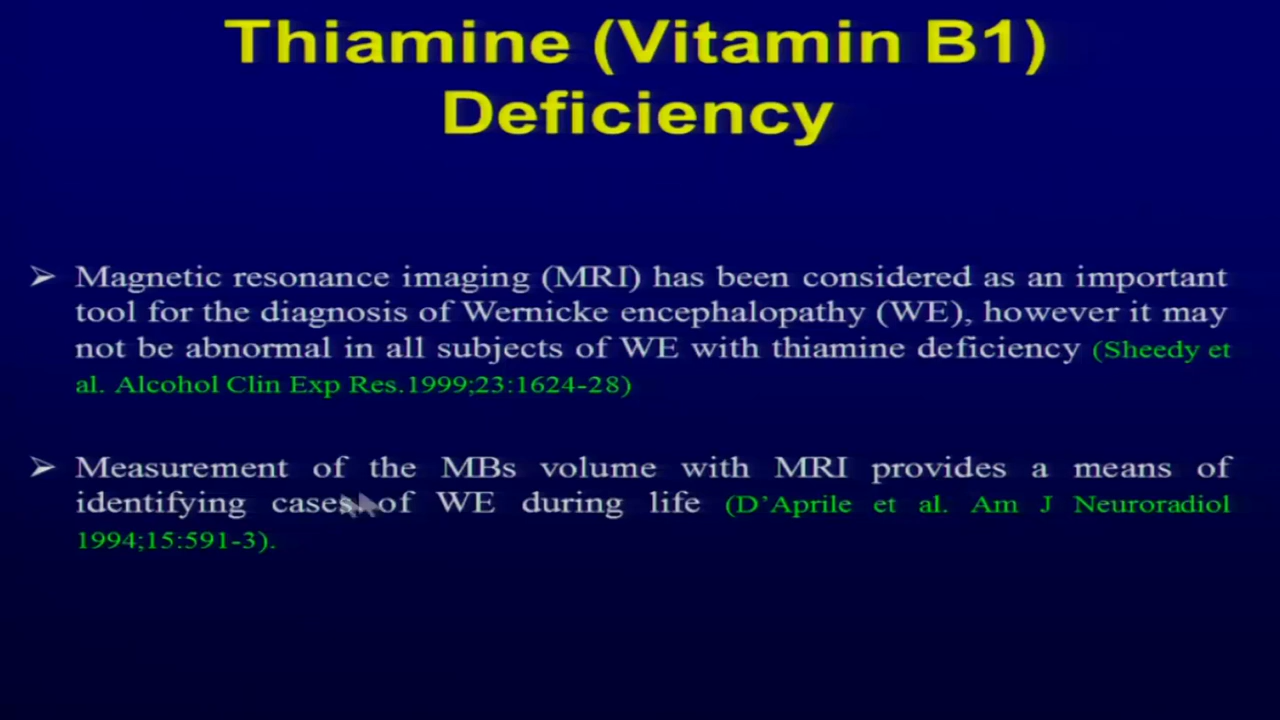 Thiamine (Vitamin B1)
Deficiency
➢ Magnetic resonance imaging (MRI) has been considered as an important
tool for the diagnosis of Wernicke encephalopathy (WE), however it may
not be abnormal in all subjects of WE with thiamine deficiency (Sheedy et
al. Alcohol Clin Exp Res.1999;23:1624-28)
➢ Measurement of the MBs volume with MRI provides a means of
identifying cases of WE during life (D’Aprile et al. Am J Neuroradiol
1994;15:591-3).